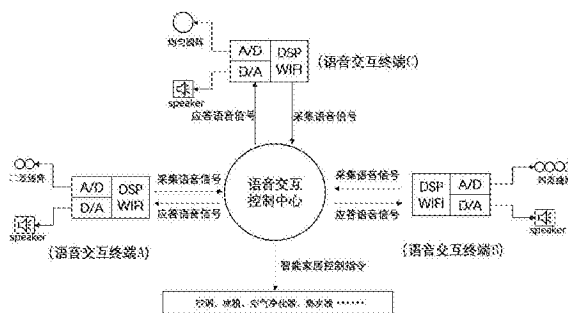 A/D
DSP
D/A
WIFI
(语音交互终端C)
speaker
应答语音信号
采集语音信号
A/D
DSP
D/A
WIFI
speaker
(语音交互终端A)
采集语音信号
应答语音信号
语音交互
控制中心
采集语音信号
应答语音信号
DSP
A/D
WIFI
D/A
speaker
(语音交互终端B)
智能家居控制指令
空调、冰箱、空气净化器、热水器 ······